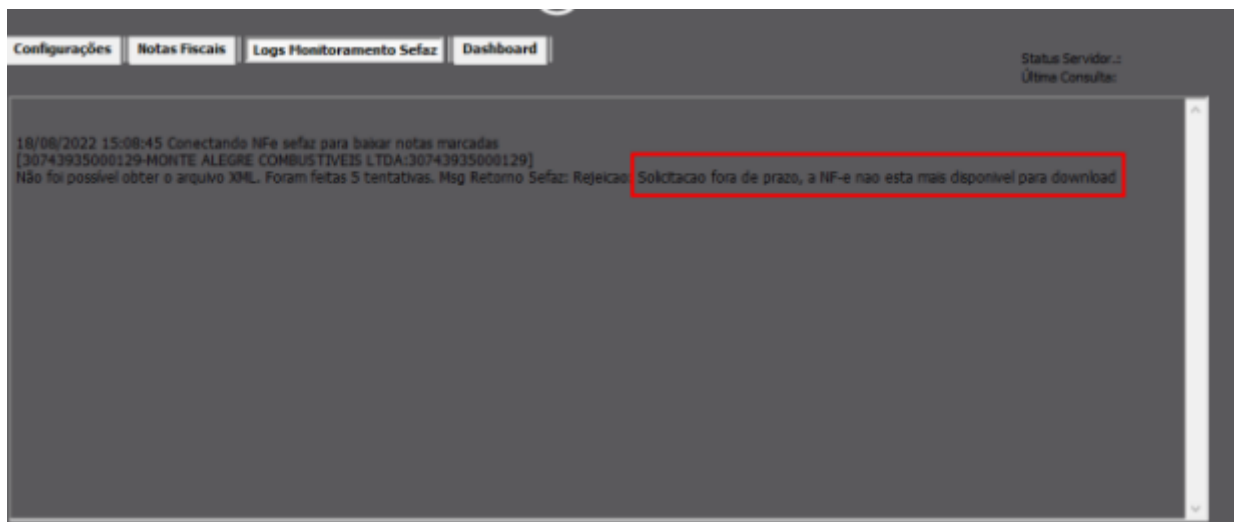 Configurações Notas Fiscais Logs Monitoramento Sefaz Dashboard
Status Servidor..:
Última Consulta:
18/08/2022 15:08:45 Conectando NFe sefaz para baixar notas marcadas
[30743935000129-MONTE ALEGRE COMBUSTIVEIS LTDA:30743935000129]
Não foi possível obter o arquivo XML. Foram feitas 5 tentativas. Msg Retorno Sefaz: Rejeicao: Solicitacao fora de prazo, a NF-e nao esta mais disponivel para download